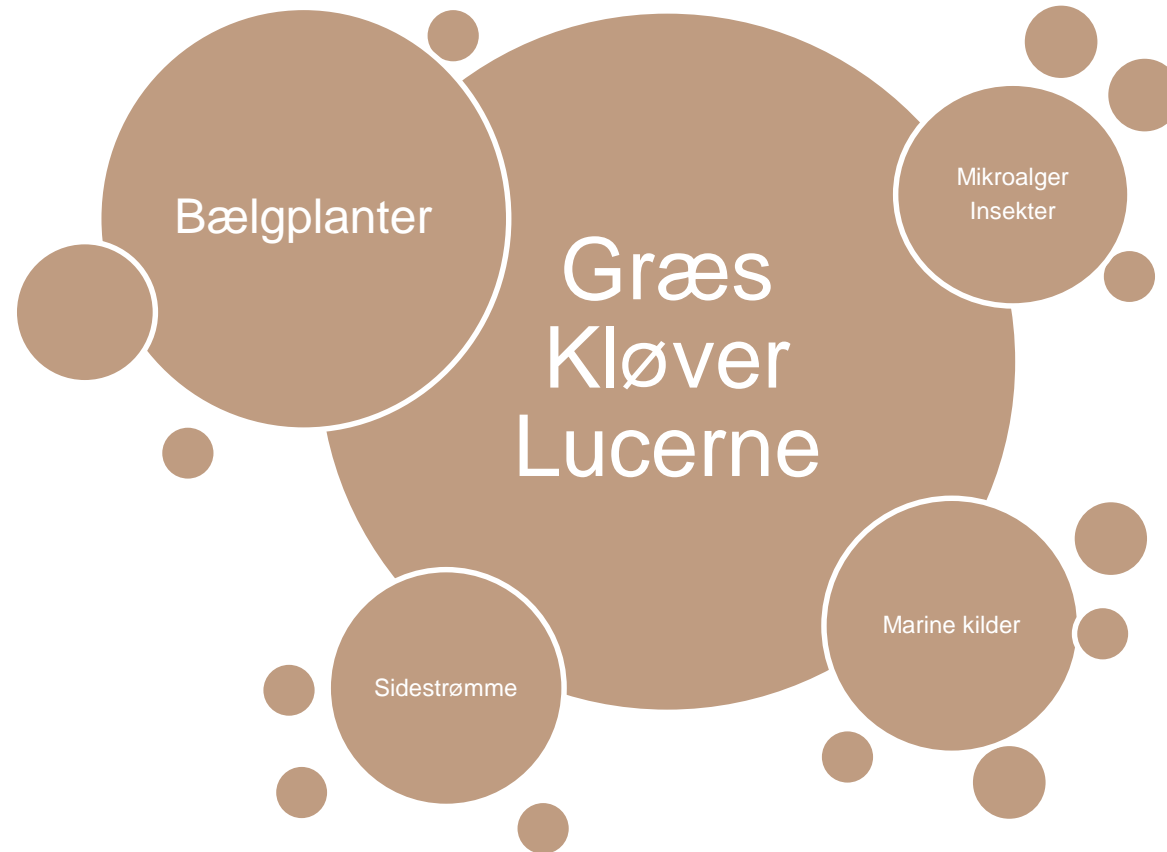 Bælgplanter
Græs
Kløver
Lucerne
Mikroalger
Insekter
Marine kilder
Sidestrømme